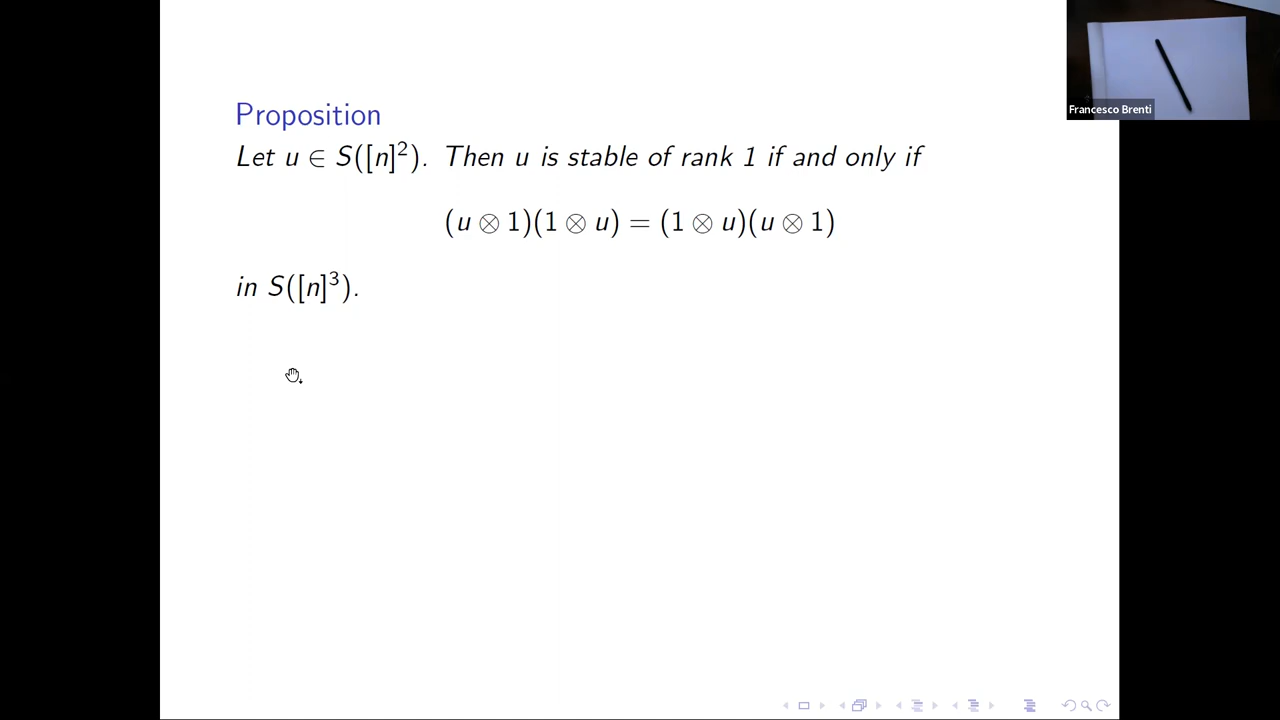 Proposition
Let u ∈ S([n]²). Then u is stable of rank 1 if and only if
(u ⊗ 1)(1 ⊗ u) = (1 ⊗ u)(u ⊗ 1)
in S([n]³).
Francesco Brenti